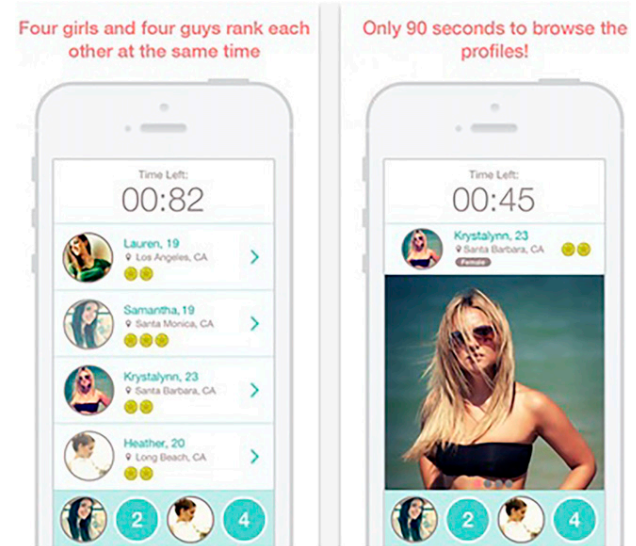 Four girls and four guys rank each
other at the same time
Time Left:
00:82
Lauren, 19
Los Angeles, CA
Samantha, 19
Santa Monica, CA
Krystalynn, 23
Santa Barbara, CA
Heather, 20
Long Beach, CA
2
4
Only 90 seconds to browse the
profiles!
Time Left:
00:45
Krystalynn, 23
Santa Barbara, CA
Female
2
4